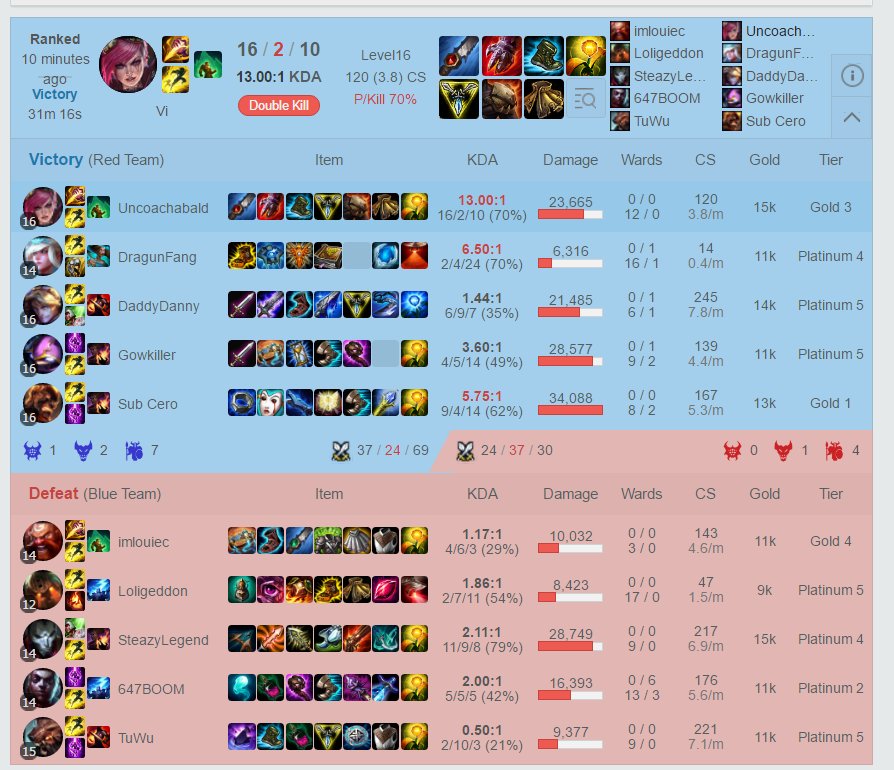 Ranked
10 minutes
ago
Victory
31m 16s
Vi
16 / 2 / 10
13.00:1 KDA
Double Kill
Level16
120 (3.8) CS
P/Kill 70%
imlouiec
Loligeddon
SteazyLe...
647BOOM
TuWu
Uncoach...
DragunF...
DaddyDa...
Gowkiller
Sub Cero
Victory (Red Team) Item KDA Damage Wards CS Gold Tier
16 Uncoachabald 13.00:1 16/2/10 (70%) 23,665 0 / 0 12 / 0 120 3.8/m 15k Gold 3
14 DragunFang 6.50:1 2/4/24 (70%) 6,316 0 / 1 16 / 1 14 0.4/m 11k Platinum 4
16 DaddyDanny 1.44:1 6/9/7 (35%) 21,485 0 / 1 6 / 1 245 7.8/m 14k Platinum 5
16 Gowkiller 3.60:1 4/5/14 (49%) 28,577 0 / 1 9 / 2 139 4.4/m 11k Platinum 5
16 Sub Cero 5.75:1 9/4/14 (62%) 34,088 0 / 0 8 / 2 167 5.3/m 13k Gold 1
1 2 7 37 / 24 / 69 24 / 37 / 30 0 1 4
Defeat (Blue Team) Item KDA Damage Wards CS Gold Tier
14 imlouiec 1.17:1 4/6/3 (29%) 10,032 0 / 0 3 / 0 143 4.6/m 11k Gold 4
12 Loligeddon 1.86:1 2/7/11 (54%) 8,423 0 / 0 17 / 0 47 1.5/m 9k Platinum 5
14 SteazyLegend 2.11:1 11/9/8 (79%) 28,749 0 / 0 9 / 0 217 6.9/m 15k Platinum 4
14 647BOOM 2.00:1 5/5/5 (42%) 16,393 0 / 6 13 / 3 176 5.6/m 11k Platinum 2
15 TuWu 0.50:1 2/10/3 (21%) 9,377 0 / 0 9 / 0 221 7.1/m 11k Platinum 5